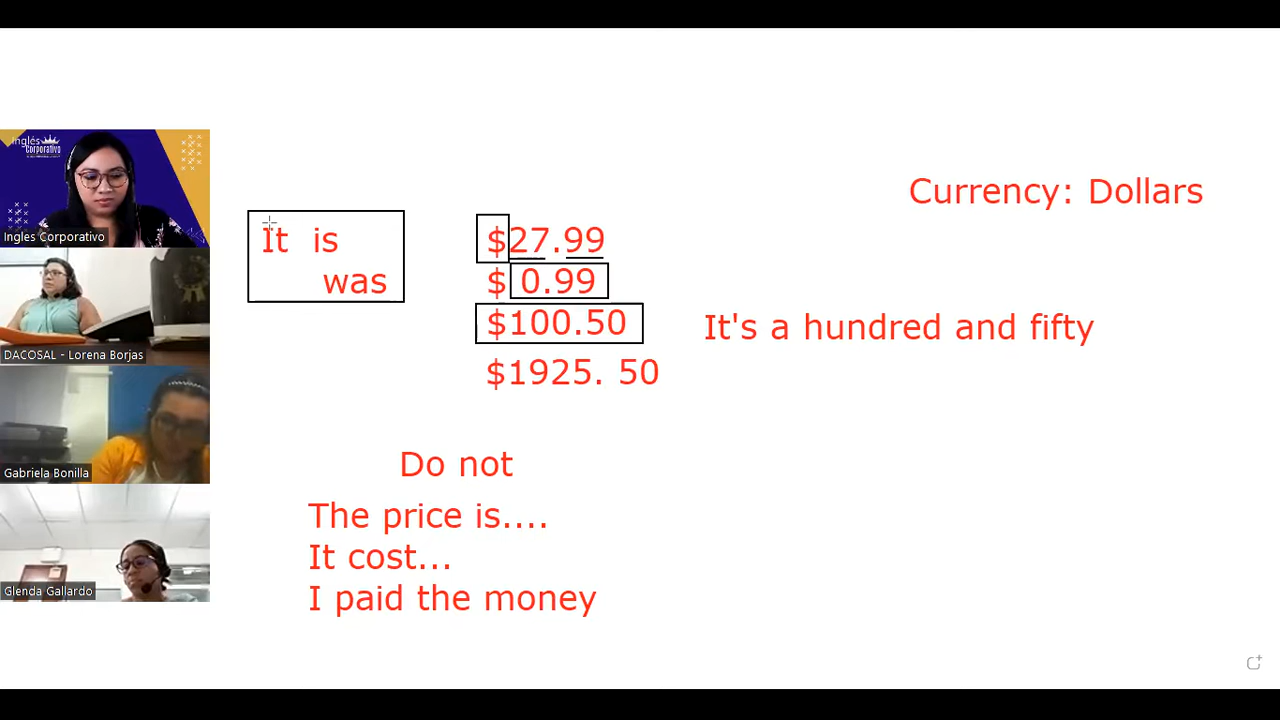 Currency: Dollars
Inglés
Corporativo
Ingles Corporativo
It is
was
$27.99
$ 0.99
$100.50
It's a hundred and fifty
$1925. 50
DACOSAL - Lorena Borjas
Do not
Gabriela Bonilla
The price is....
It cost...
I paid the money
Glenda Gallardo